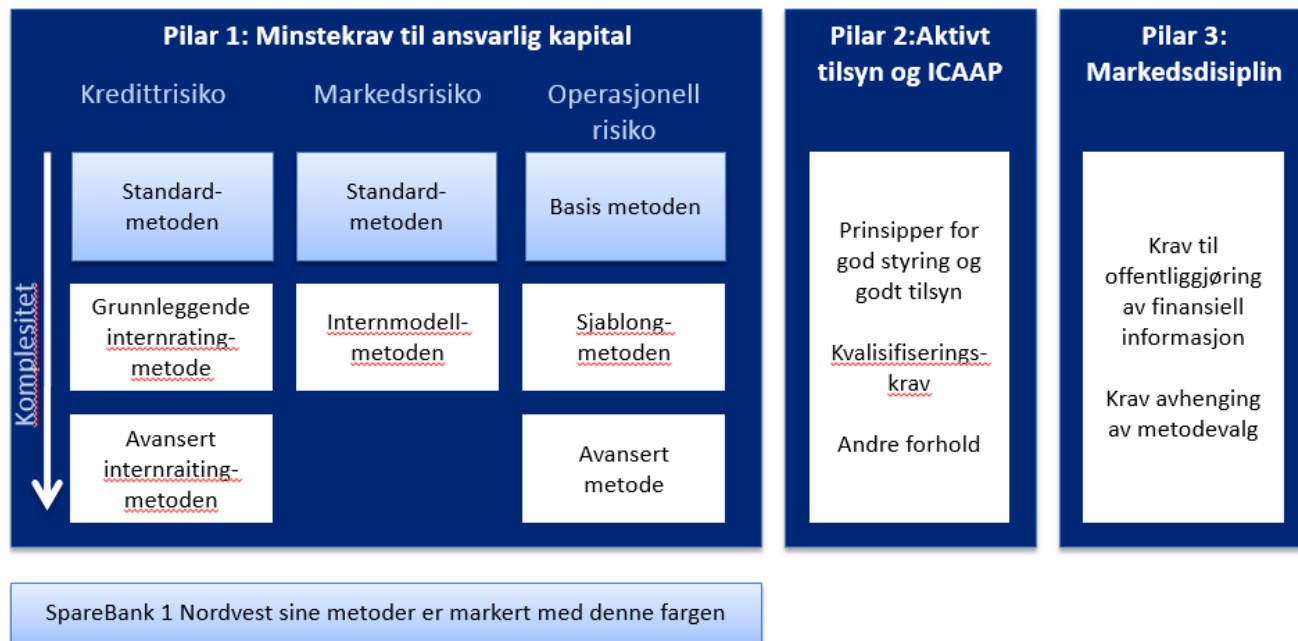 Pilar 1: Minstekrav til ansvarlig kapital
Kredittrisiko
Markedsrisiko
Operasjonell
risiko
Komplesitet
Standard-
metoden
Standard-
metoden
Basis metoden
Grunnleggende
internrating-
metode
Internmodell-
metoden
Sjablong-
metoden
Avansert
internraiting-
metoden
Avansert
metode
Pilar 2:Aktivt
tilsyn og ICAAP
Prinsipper for
god styring og
godt tilsyn
Kvalisifiserings-
krav
Andre forhold
Pilar 3:
Markedsdisiplin
Krav til
offentliggjøring
av finansiell
informasjon
Krav avhenging
av metodevalg
SpareBank 1 Nordvest sine metoder er markert med denne fargen